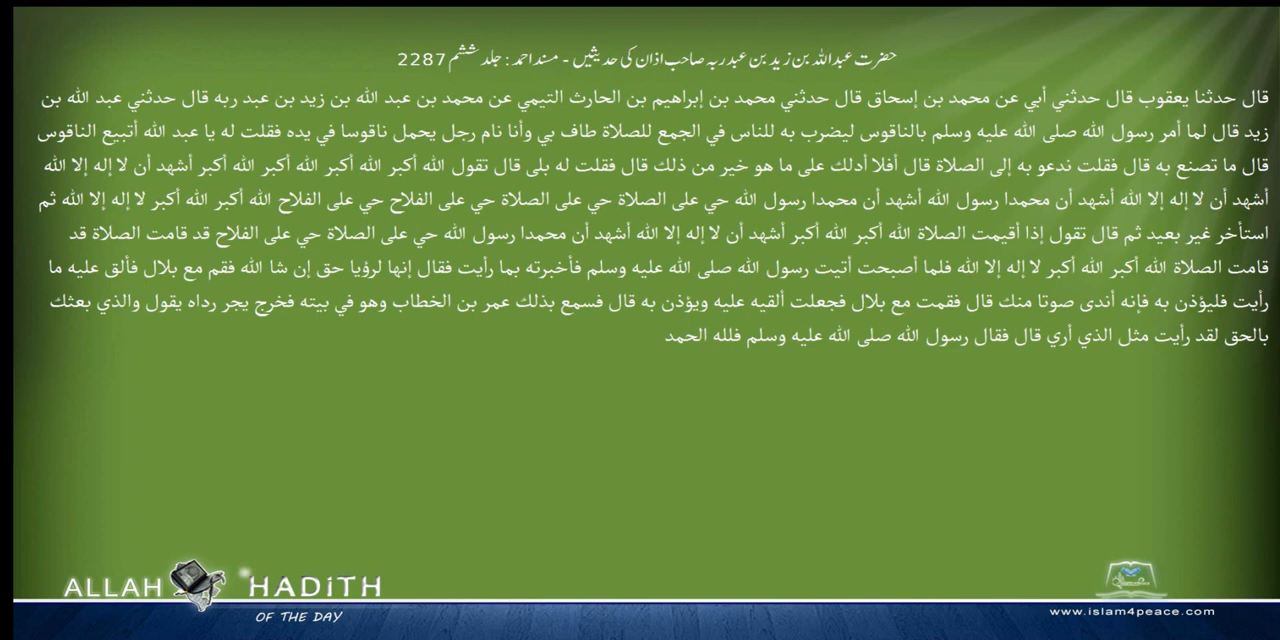 حضرت عبداللہ بن زید بن عبد ربہ صاحب اذان کی حدیثیں - مسند احمد : جلد ششم 2287
قال حدثنا يعقوب قال حدثني أبي عن محمد بن إسحاق قال حدثني محمد بن إبراهيم بن الحارث التيمي عن محمد بن عبد الله بن زيد بن عبد ربه قال حدثني عبد الله بن
زيد قال لما أمر رسول الله صلى الله عليه وسلم بالناقوس ليضرب به للناس في الجمع للصلاة طاف بي وأنا نام رجل يحمل ناقوسا في يده فقلت له يا عبد الله أتبيع الناقوس
قال ما تصنع به قال فقلت ندعو به إلى الصلاة قال أفلا أدلك على ما هو خير من ذلك قال فقلت له بلى قال تقول الله أكبر الله أكبر الله أكبر الله أكبر أشهد أن لا إله إلا الله
أشهد أن لا إله إلا الله أشهد أن محمدا رسول الله أشهد أن محمدا رسول الله حي على الصلاة حي على الصلاة حي على الفلاح حي على الفلاح الله أكبر الله أكبر لا إله إلا الله ثم
استأخر غير بعيد ثم قال تقول إذا أقيمت الصلاة الله أكبر الله أكبر أشهد أن لا إله إلا الله أشهد أن محمدا رسول الله حي على الصلاة حي على الفلاح قد قامت الصلاة قد
قامت الصلاة الله أكبر الله أكبر لا إله إلا الله فلما أصبحت أتيت رسول الله صلى الله عليه وسلم فأخبرته بما رأيت فقال إنها لرؤيا حق إن شا الله فقم مع بلال فألق عليه ما
رأيت فليؤذن به فإنه أندى صوتا منك قال فقمت مع بلال فجعلت ألقيه عليه ويؤذن به قال فسمع بذلك عمر بن الخطاب وهو في بيته فخرج يجر رداه يقول والذي بعثك
بالحق لقد رأيت مثل الذي أري قال فقال رسول الله صلى الله عليه وسلم فلله الحمد
ALLAH HADITH
OF THE DAY
www.islam4peace.com